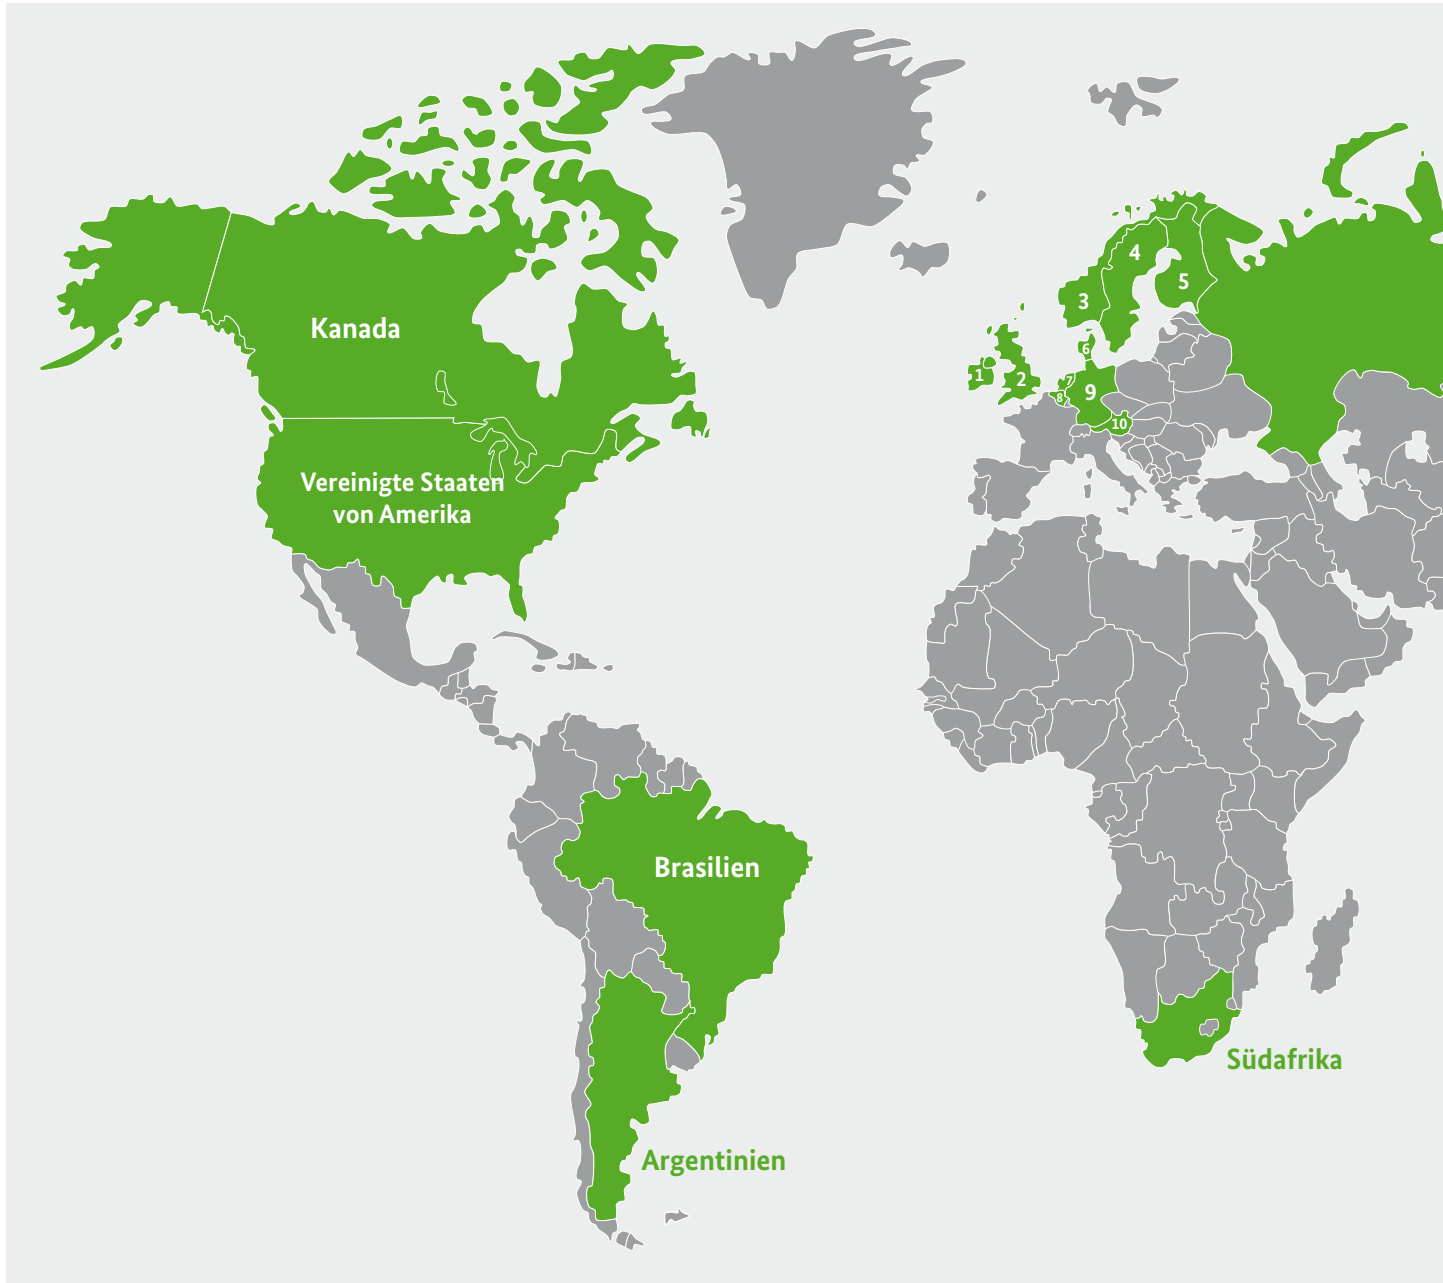 4
5
3
Kanada
6
1
2
7
9
8
10
Vereinigte Staaten
von Amerika
Brasilien
Südafrika
Argentinien